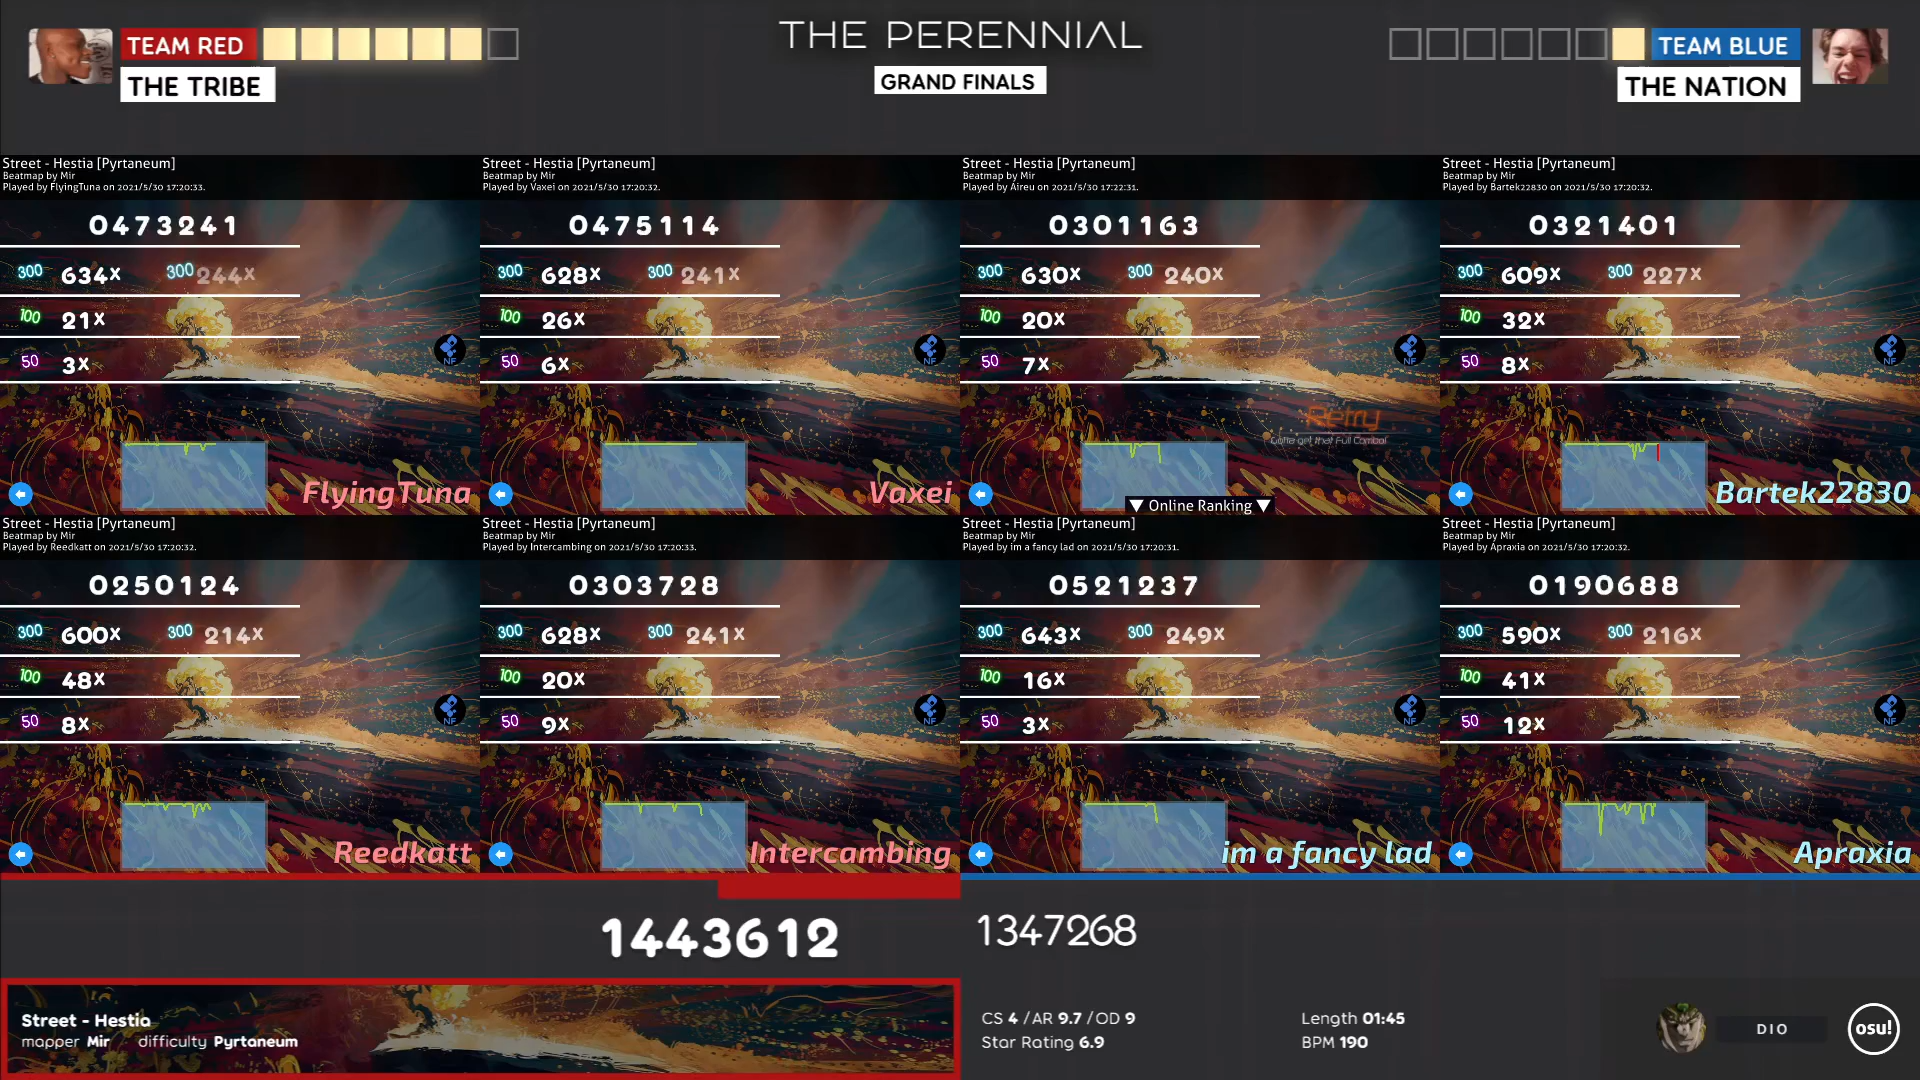 TEAM RED
THE TRIBE
THE PERENNIAL
GRAND FINALS
TEAM BLUE
THE NATION
Street - Hestia [Pyrtaneum]
Beatmap by Mir
Played by FlyingTuna on 2021/5/30 17:20:33.
0473241
300 634x 300 244x
100 21x
50 3x
NF
FlyingTuna
Street - Hestia [Pyrtaneum]
Beatmap by Mir
Played by Vaxei on 2021/5/30 17:20:32.
0475114
300 628x 300 241x
100 26x
50 6x
NF
Vaxei
Street - Hestia [Pyrtaneum]
Beatmap by Mir
Played by Aireu on 2021/5/30 17:22:31.
0301163
300 630x 300 240x
100 20x
50 7x
NF
Retry
Gotta get that Full Combo!
▼ Online Ranking ▼
Street - Hestia [Pyrtaneum]
Beatmap by Mir
Played by Bartek22830 on 2021/5/30 17:20:32.
0321401
300 609x 300 227x
100 32x
50 8x
NF
Bartek22830
Street - Hestia [Pyrtaneum]
Beatmap by Mir
Played by Reedkatt on 2021/5/30 17:20:32.
0250124
300 600x 300 214x
100 48x
50 8x
NF
Reedkatt
Street - Hestia [Pyrtaneum]
Beatmap by Mir
Played by Intercambing on 2021/5/30 17:20:33.
0303728
300 628x 300 241x
100 20x
50 9x
NF
Intercambing
Street - Hestia [Pyrtaneum]
Beatmap by Mir
Played by im a fancy lad on 2021/5/30 17:20:31.
0521237
300 643x 300 249x
100 16x
50 3x
NF
im a fancy lad
Street - Hestia [Pyrtaneum]
Beatmap by Mir
Played by Apraxia on 2021/5/30 17:20:32.
0190688
300 590x 300 216x
100 41x
50 12x
NF
Apraxia
1443612
1347268
Street - Hestia
mapper Mir difficulty Pyrtaneum
CS 4 / AR 9.7 / OD 9
Star Rating 6.9
Length 01:45
BPM 190
DIO
osu!